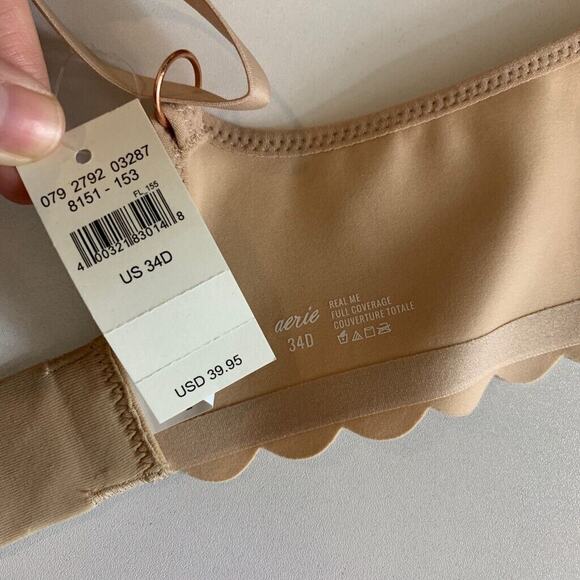 079 2792 03287
8151 - 153
FL 155
4 00321 83014 8
US 34D
USD 39.95
aerie
34D
REAL ME
FULL COVERAGE
COUVERTURE TOTALE